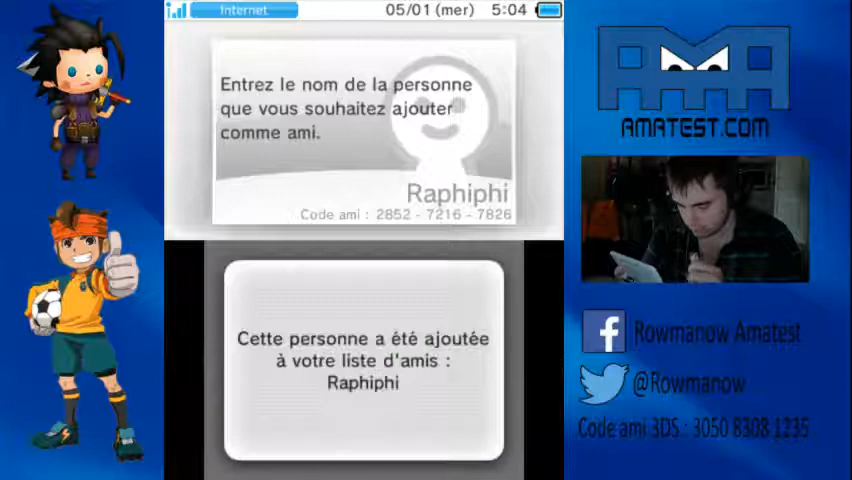 Internet
05/01 (mer) 5:04
Entrez le nom de la personne
que vous souhaitez ajouter
comme ami.
Raphiphi
Code ami : 2852 - 7216 - 7826
Cette personne a été ajoutée
à votre liste d'amis :
Raphiphi
AMA
AMATEST.COM
Rowmanow Amatest
@Rowmanow
Code ami 3DS : 3050 8308 1235